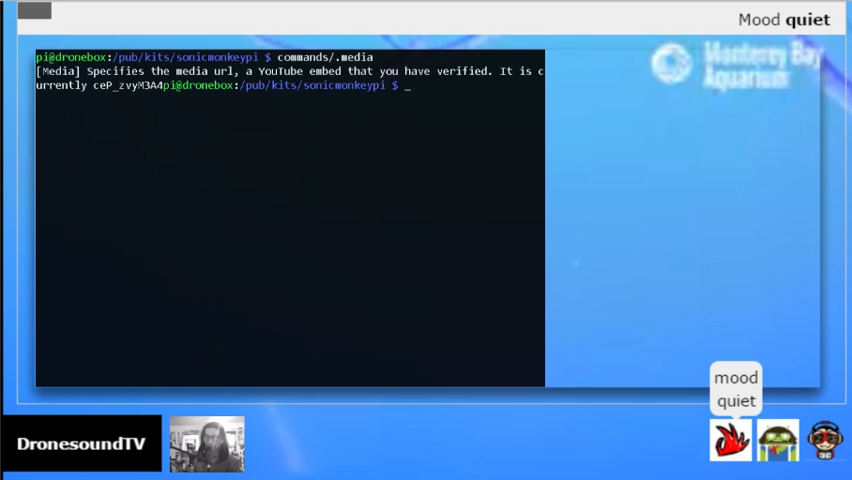 Mood quiet
pi@dronebox:/pub/kits/sonicmonkeypi $ commands/.media
[Media] Specifies the media url, a YouTube embed that you have verified. It is c
urrently ceP_zvyM3A4pi@dronebox:/pub/kits/sonicmonkeypi $ _
Monterey Bay
Aquarium
mood
quiet
DronesoundTV